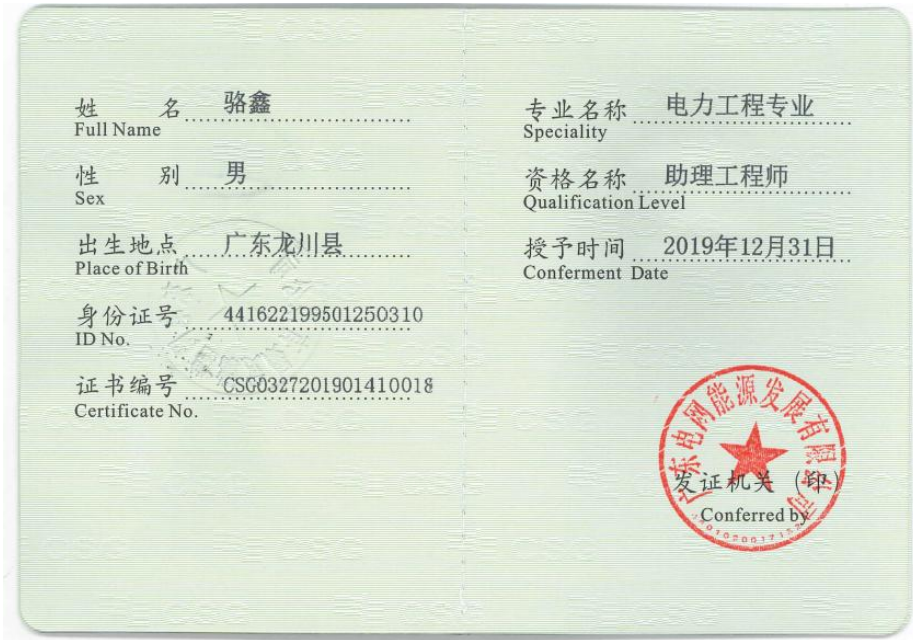 姓 名 骆鑫
Full Name
性 别 男
Sex
出生地点 广东龙川县
Place of Birth
身份证号 441622199501250310
ID No.
证书编号 CSG0327201901410018
Certificate No.
专业名称 电力工程专业
Speciality
资格名称 助理工程师
Qualification Level
授予时间 2019年12月31日
Conferment Date
广东电网能源发展有限公司
发证机关（印）
Conferred by